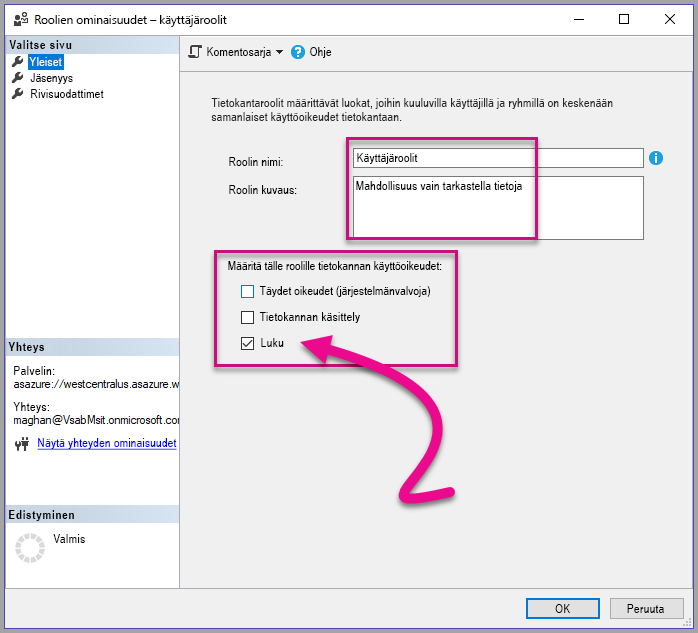 Roolien ominaisuudet – käyttäjäroolit
Valitse sivu
Yleiset
Jäsenyys
Rivisuodattimet
Komentosarja
Ohje
Tietokantaroolit määrittävät luokat, joihin kuuluvilla käyttäjillä ja ryhmillä on keskenään
samanlaiset käyttöoikeudet tietokantaan.
Roolin nimi:
Käyttäjäroolit
Roolin kuvaus:
Mahdollisuus vain tarkastella tietoja
Määritä tälle roolille tietokannan käyttöoikeudet:
Täydet oikeudet (järjestelmänvalvoja)
Tietokannan käsittely
Luku
Yhteys
Palvelin:
asazure://westcentralus.asazure.w
Yhteys:
maghan@VsabMsit.onmicrosoft.co
Näytä yhteyden ominaisuudet
Edistyminen
Valmis
OK
Peruuta